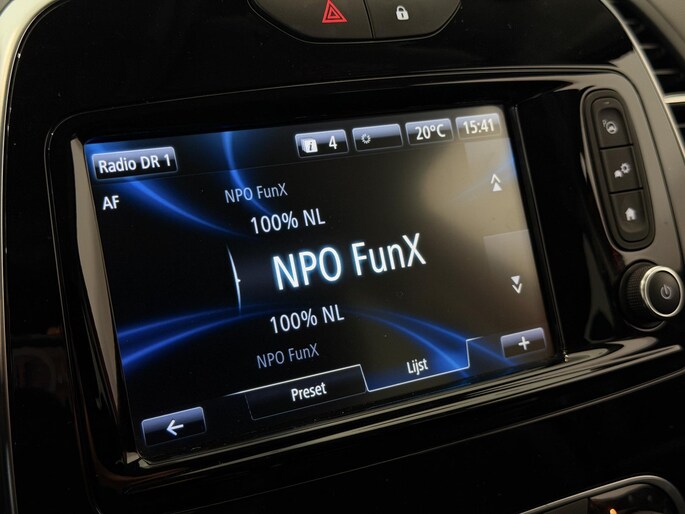 Radio DR 1
i 4
20°C
15:41
AF
NPO FunX
100% NL
NPO FunX
100% NL
NPO FunX
Preset
Lijst
+